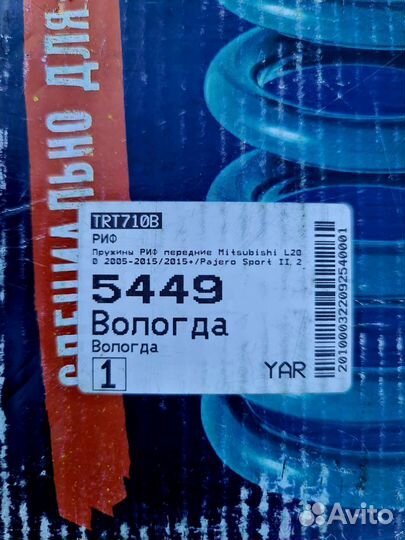 СПЕЦИАЛЬНО ДЛЯ
TRT710B
РИФ
Пружины РИФ передние Mitsubishi L20
0 2005-2015/2015+/Pajero Sport II, 2
5449
Вологда
Вологда
1
YAR
201000322092540001
Avito